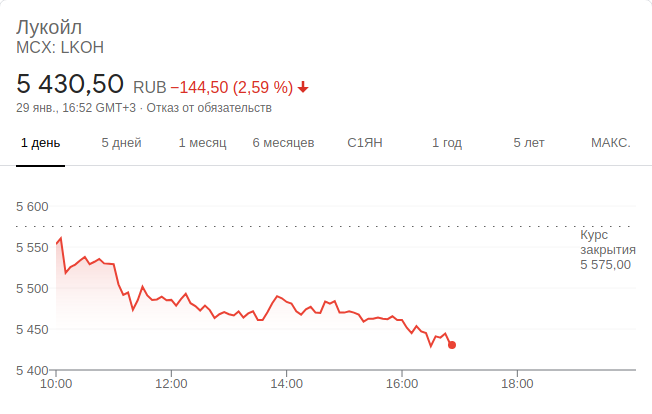 Лукойл
MCX: LKOH
5 430,50 RUB −144,50 (2,59 %)
29 янв., 16:52 GMT+3 · Отказ от обязательств
1 день 5 дней 1 месяц 6 месяцев С1ЯН 1 год 5 лет МАКС.
5 600
5 550
5 500
5 450
5 400
Курс
закрытия
5 575,00
10:00 12:00 14:00 16:00 18:00